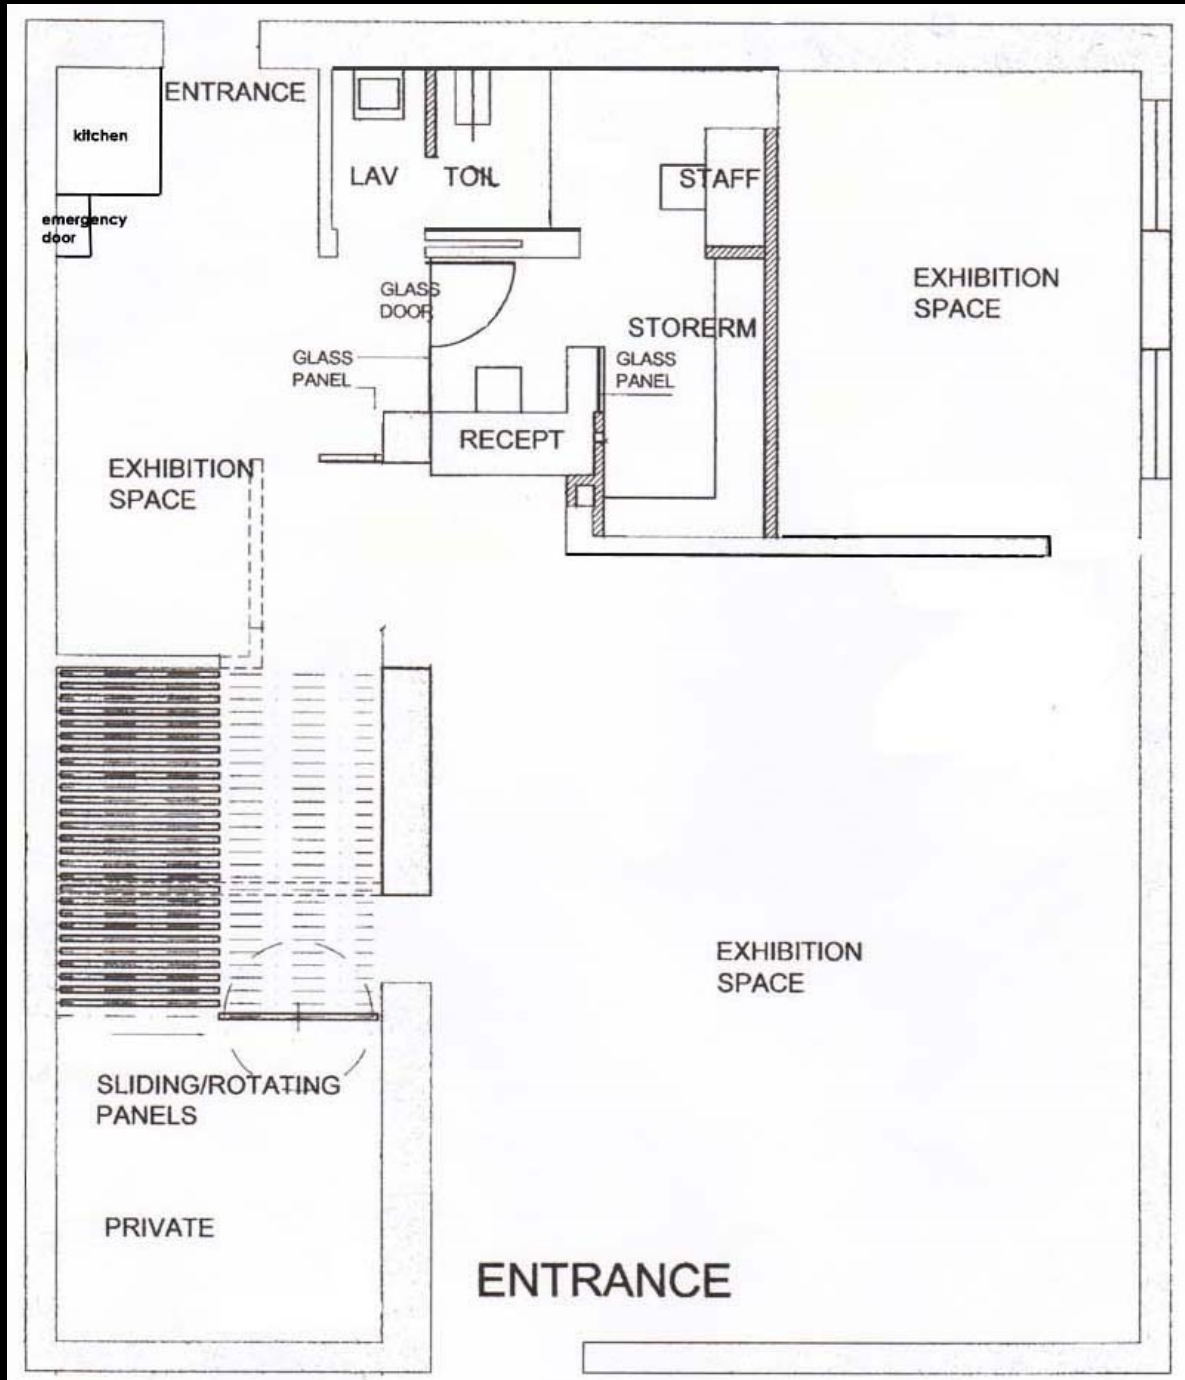 ENTRANCE
kitchen
LAV
TOIL
STAFF
emergency
door
EXHIBITION
SPACE
GLASS
DOOR
STORERM
GLASS
PANEL
GLASS
PANEL
RECEPT
EXHIBITION
SPACE
EXHIBITION
SPACE
SLIDING/ROTATING
PANELS
PRIVATE
ENTRANCE